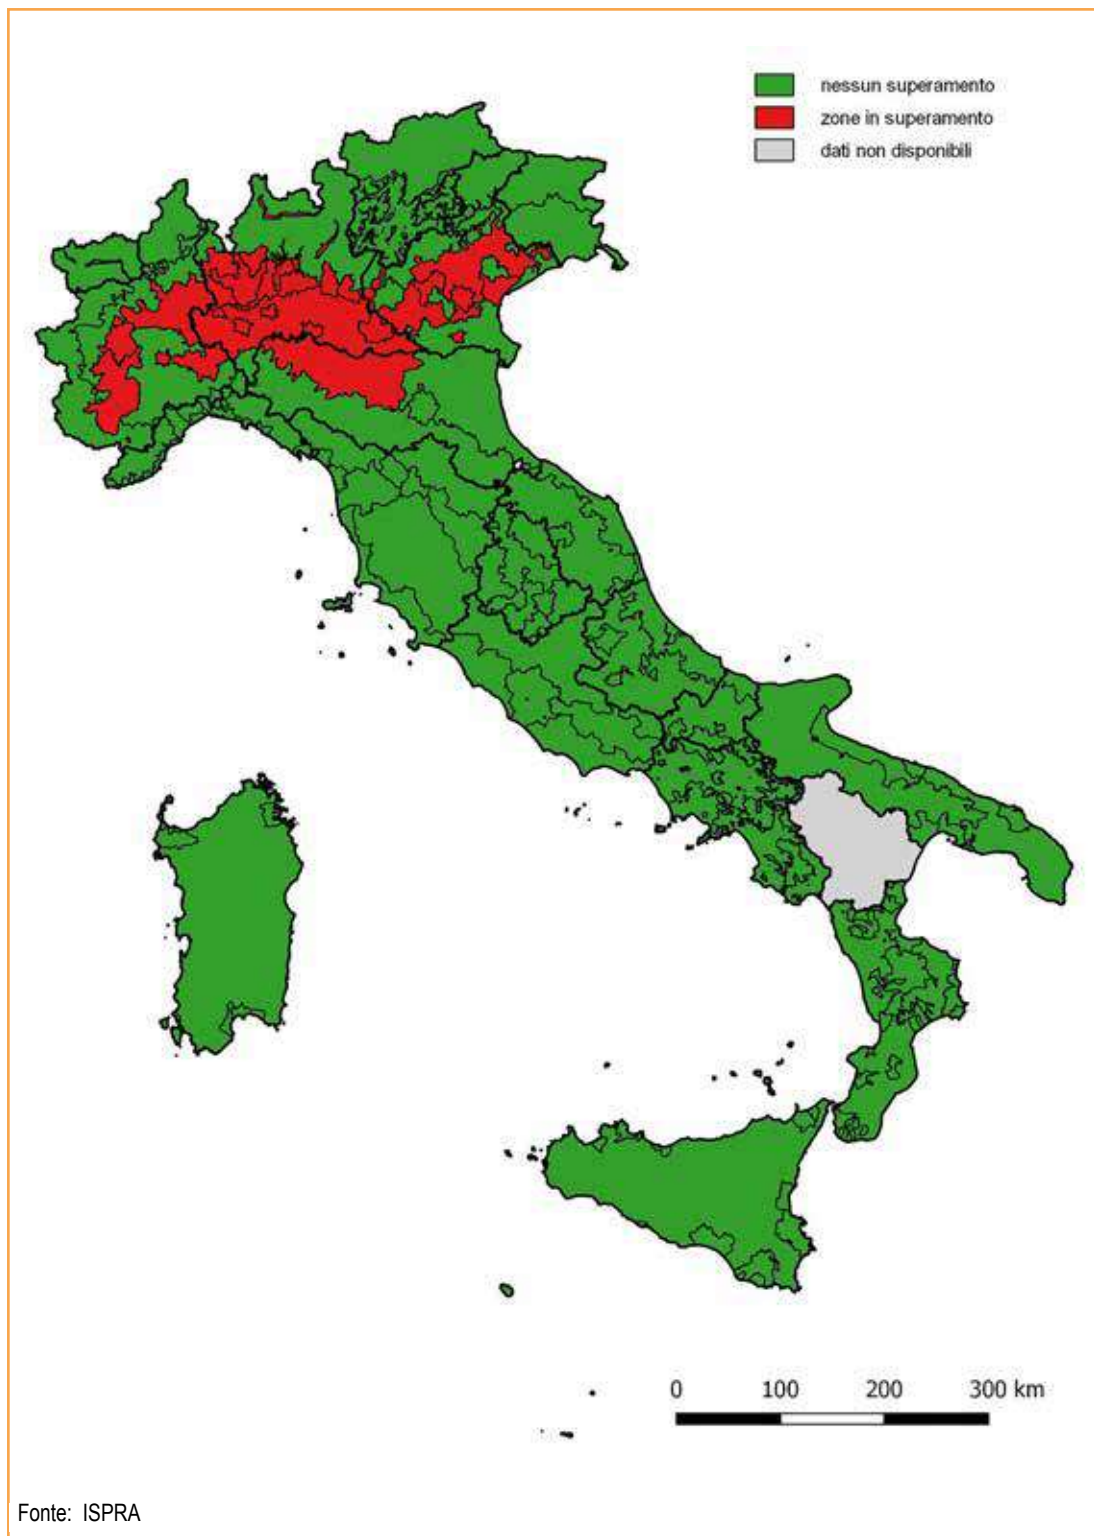 nessun superamento
zone in superamento
dati non disponibili
0 100 200 300 km
Fonte: ISPRA